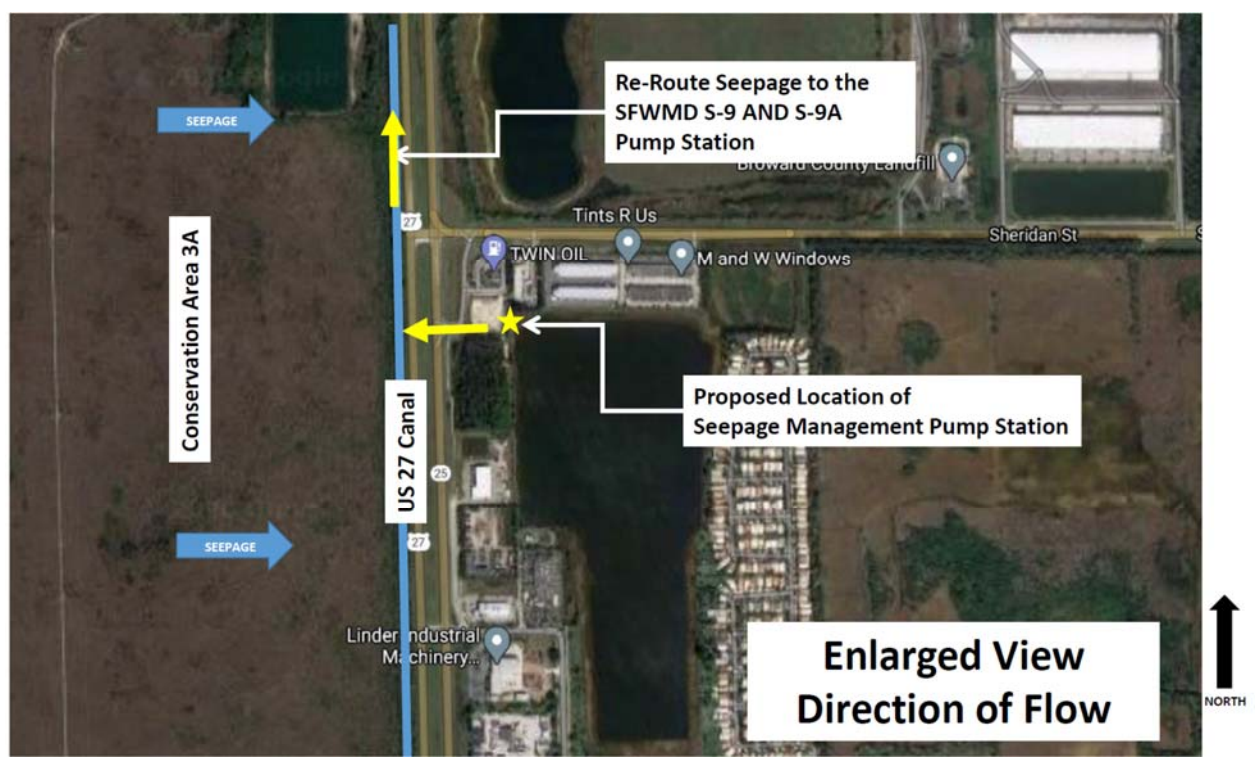 Re-Route Seepage to the
SFWMD S-9 AND S-9A
Pump Station
SEEPAGE
Broward County Landfill
Conservation Area 3A
27
Tints R Us
Sheridan St
TWIN OIL
M and W Windows
Proposed Location of
Seepage Management Pump Station
US 27 Canal
25
27
SEEPAGE
Linder Industrial
Machinery...
Enlarged View
Direction of Flow
NORTH